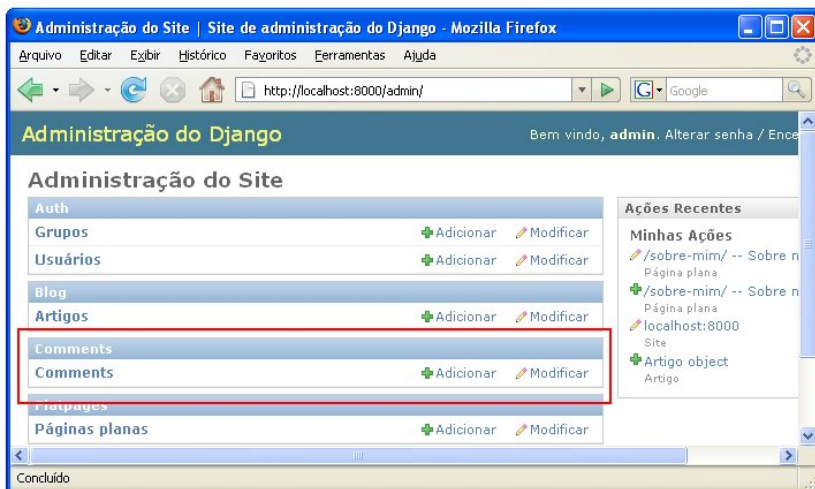 Administração do Site | Site de administração do Django - Mozilla Firefox
Arquivo Editar Exibir Histórico Favoritos Ferramentas Ajuda
http://localhost:8000/admin/ G Google
Administração do Django Bem vindo, admin. Alterar senha / Ence
Administração do Site
Auth
Grupos Adicionar Modificar
Usuários Adicionar Modificar
Blog
Artigos Adicionar Modificar
Comments
Comments Adicionar Modificar
Flatpages
Páginas planas Adicionar Modificar
Ações Recentes
Minhas Ações
/sobre-mim/ -- Sobre n
Página plana
/sobre-mim/ -- Sobre n
Página plana
localhost:8000
Site
Artigo object
Artigo
Concluído